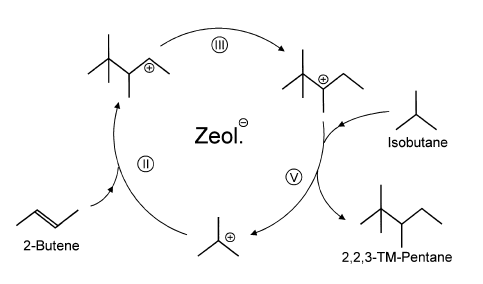 III
⊕
⊕
Zeol.⊖
Isobutane
II
V
⊕
2-Butene
2,2,3-TM-Pentane